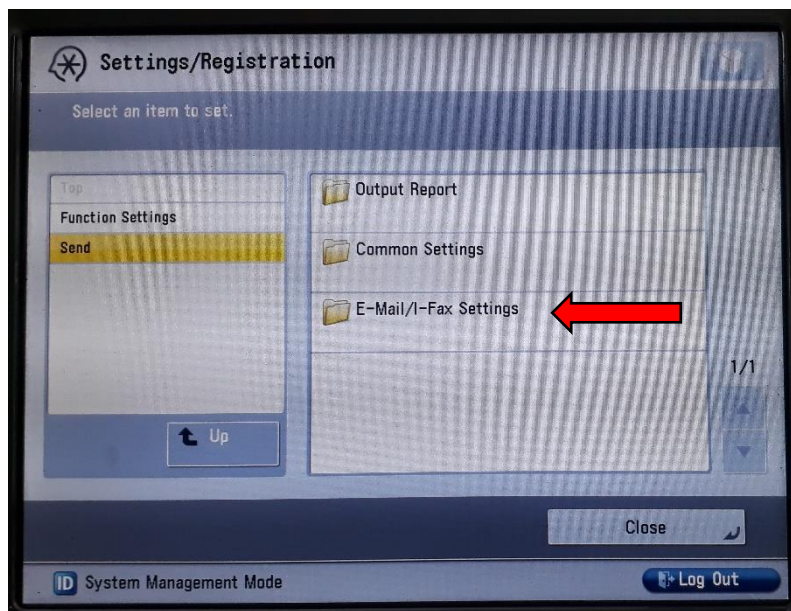 Settings/Registration
Select an item to set.
Top
Function Settings
Send
Output Report
Common Settings
E-Mail/I-Fax Settings
1/1
Up
Close
ID System Management Mode
Log Out